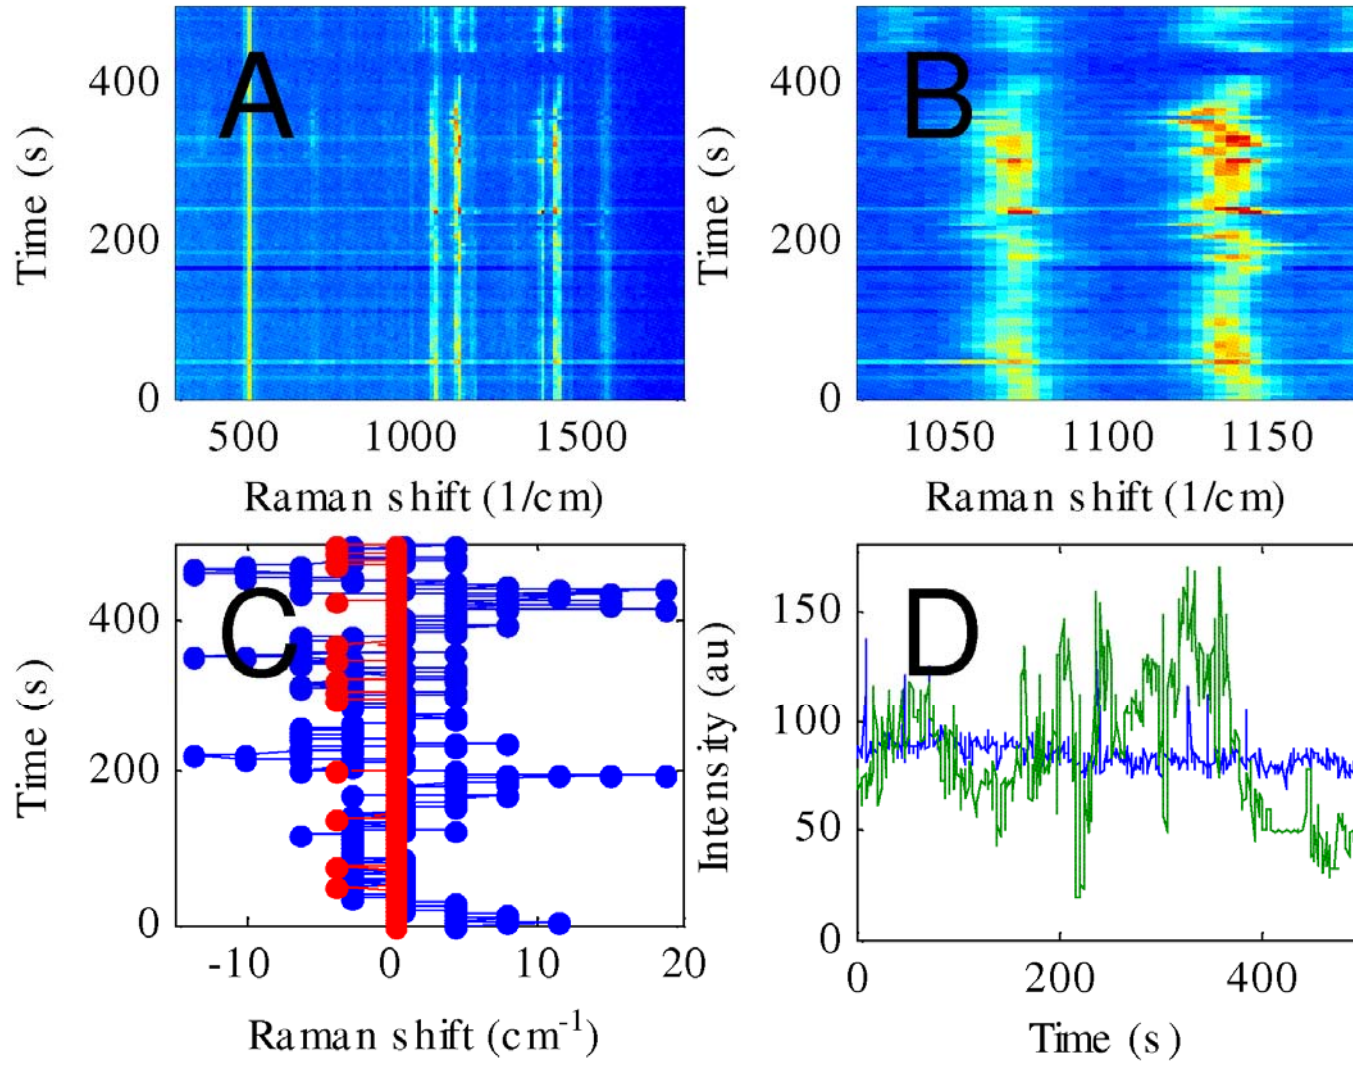 A
B
400
200
0
Time (s)
500 1000 1500
Raman shift (1/cm)
400
200
0
Time (s)
1050 1100 1150
Raman shift (1/cm)
C
D
400
200
0
Time (s)
-10 0 10 20
Raman shift (cm-1)
150
100
50
0
Intensity (au)
0 200 400
Time (s)